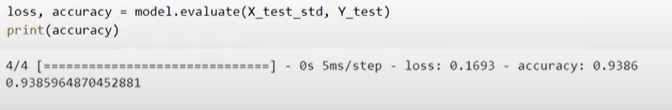 loss, accuracy = model.evaluate(X_test_std, Y_test)
print(accuracy)
4/4 [==============================] - 0s 5ms/step - loss: 0.1693 - accuracy: 0.9386
0.9385964870452881